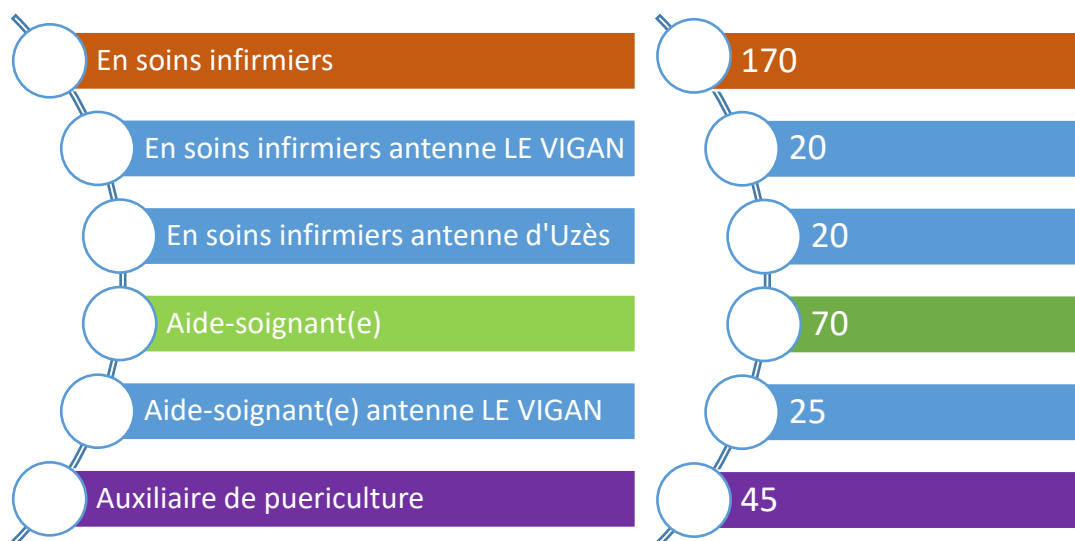 En soins infirmiers
170
En soins infirmiers antenne LE VIGAN
20
En soins infirmiers antenne d'Uzès
20
Aide-soignant(e)
70
Aide-soignant(e) antenne LE VIGAN
25
Auxiliaire de puericulture
45